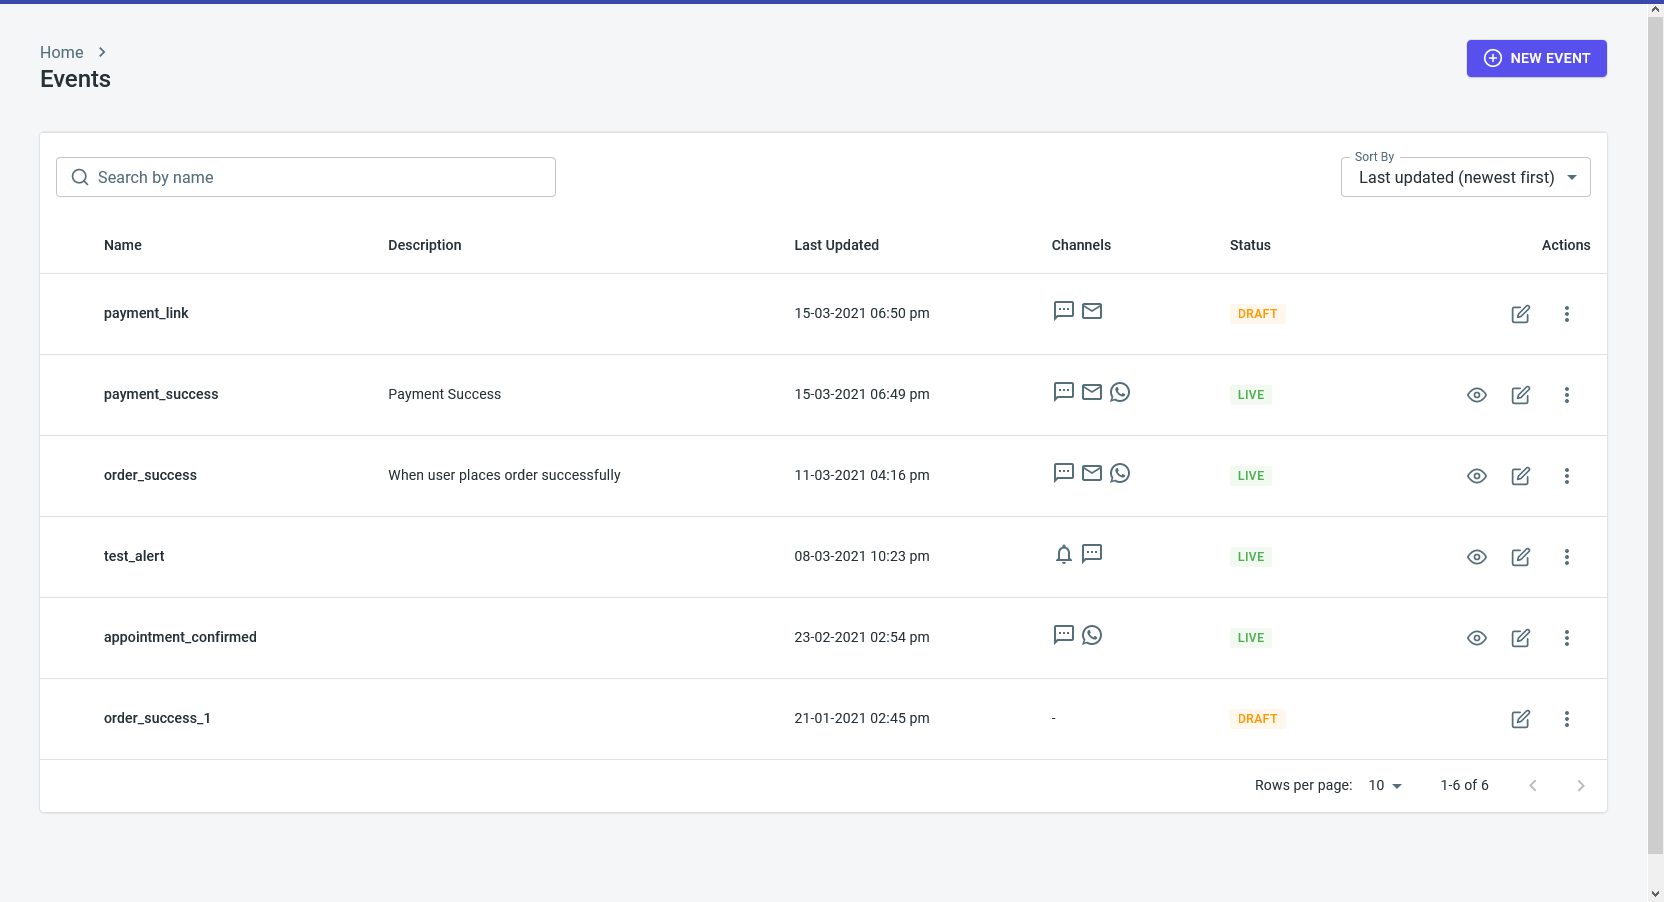 Home
Events
NEW EVENT
Search by name
Sort By
Last updated (newest first)
Name Description Last Updated Channels Status Actions
payment_link 15-03-2021 06:50 pm DRAFT
payment_success Payment Success 15-03-2021 06:49 pm LIVE
order_success When user places order successfully 11-03-2021 04:16 pm LIVE
test_alert 08-03-2021 10:23 pm LIVE
appointment_confirmed 23-02-2021 02:54 pm LIVE
order_success_1 21-01-2021 02:45 pm - DRAFT
Rows per page: 10 1-6 of 6